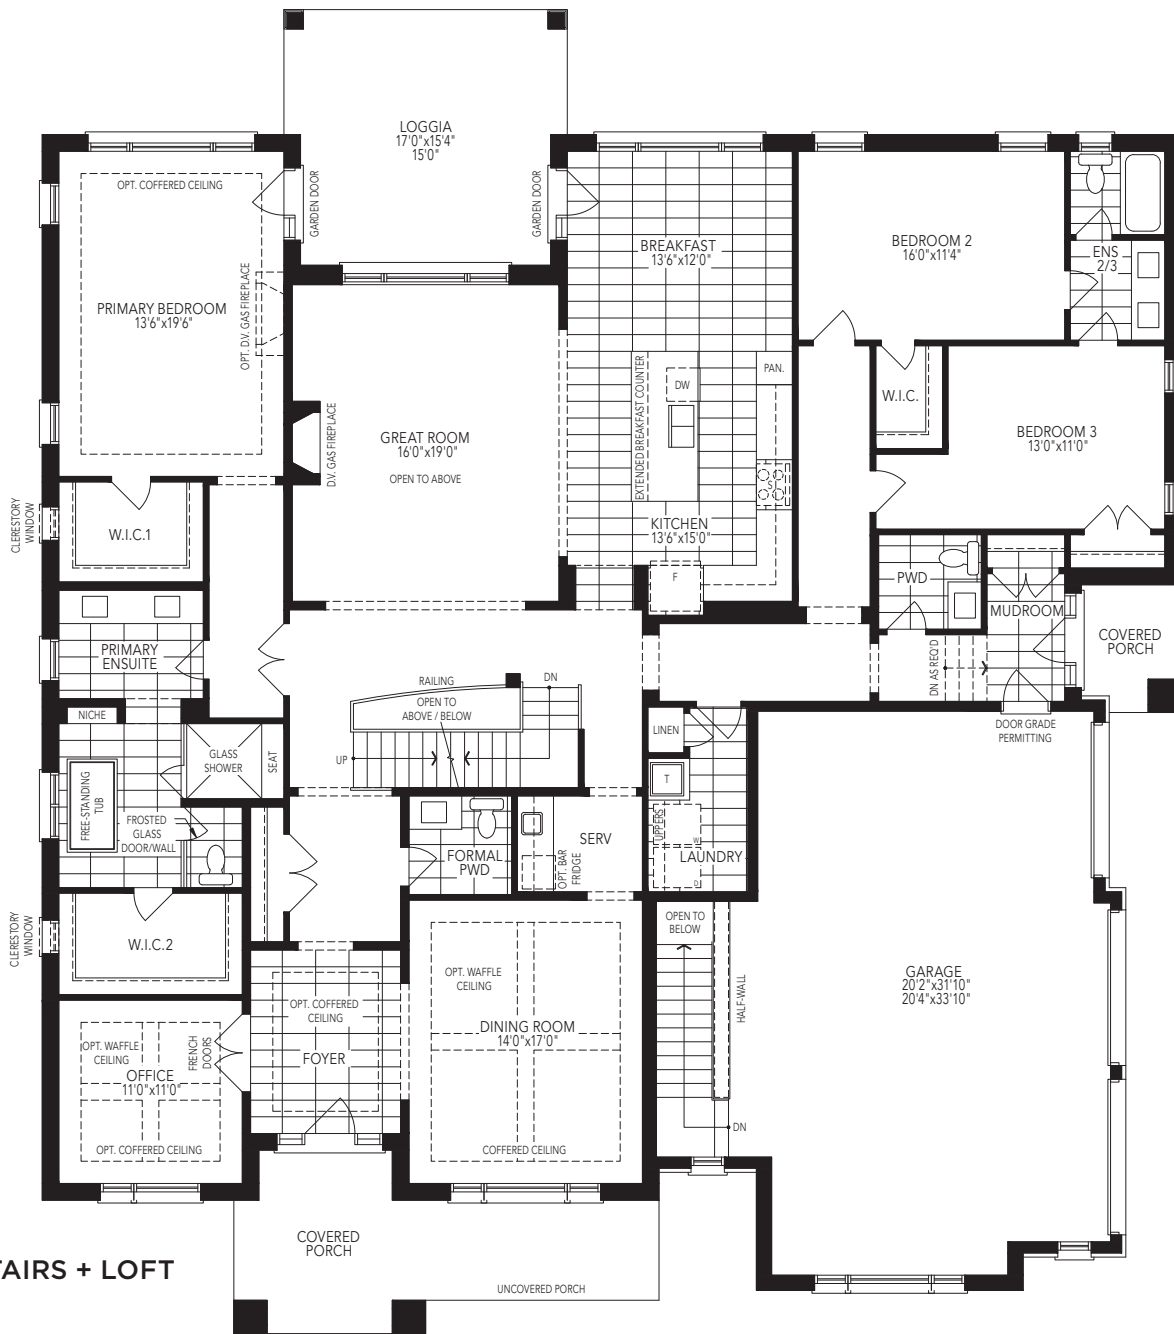 LOGGIA
17'0"x15'4"
15'0"
OPT. COFFERED CEILING
GARDEN DOOR
GARDEN DOOR
BREAKFAST
13'6"x12'0"
BEDROOM 2
16'0"x11'4"
ENS
2/3
PRIMARY BEDROOM
13'6"x19'6"
OPT. D.V. GAS FIREPLACE
PAN.
DW
EXTENDED BREAKFAST COUNTER
W.I.C.
D.V. GAS FIREPLACE
GREAT ROOM
16'0"x19'0"
OPEN TO ABOVE
BEDROOM 3
13'0"x11'0"
S
CLERESTORY
WINDOW
W.I.C.1
KITCHEN
13'6"x15'0"
F
PWD
MUDROOM
COVERED
PORCH
PRIMARY
ENSUITE
RAILING
DN
DN AS REQ'D
OPEN TO
ABOVE / BELOW
NICHE
LINEN
DOOR GRADE
PERMITTING
GLASS
SHOWER
SEAT
UP
T
FREE-STANDING
TUB
FROSTED
GLASS
DOOR/WALL
UPPERS
W
D
LAUNDRY
FORMAL
PWD
SERV
OPT. BAR
FRIDGE
CLERESTORY
WINDOW
W.I.C.2
OPEN TO
BELOW
HALF-WALL
GARAGE
20'2"x31'10"
20'4"x33'10"
OPT. COFFERED
CEILING
OPT. WAFFLE
CEILING
DINING ROOM
14'0"x17'0"
FOYER
FRENCH
DOORS
OPT. WAFFLE
CEILING
OFFICE
11'0"x11'0"
OPT. COFFERED CEILING
COFFERED CEILING
DN
COVERED
PORCH
UNCOVERED PORCH
TAIRS + LOFT